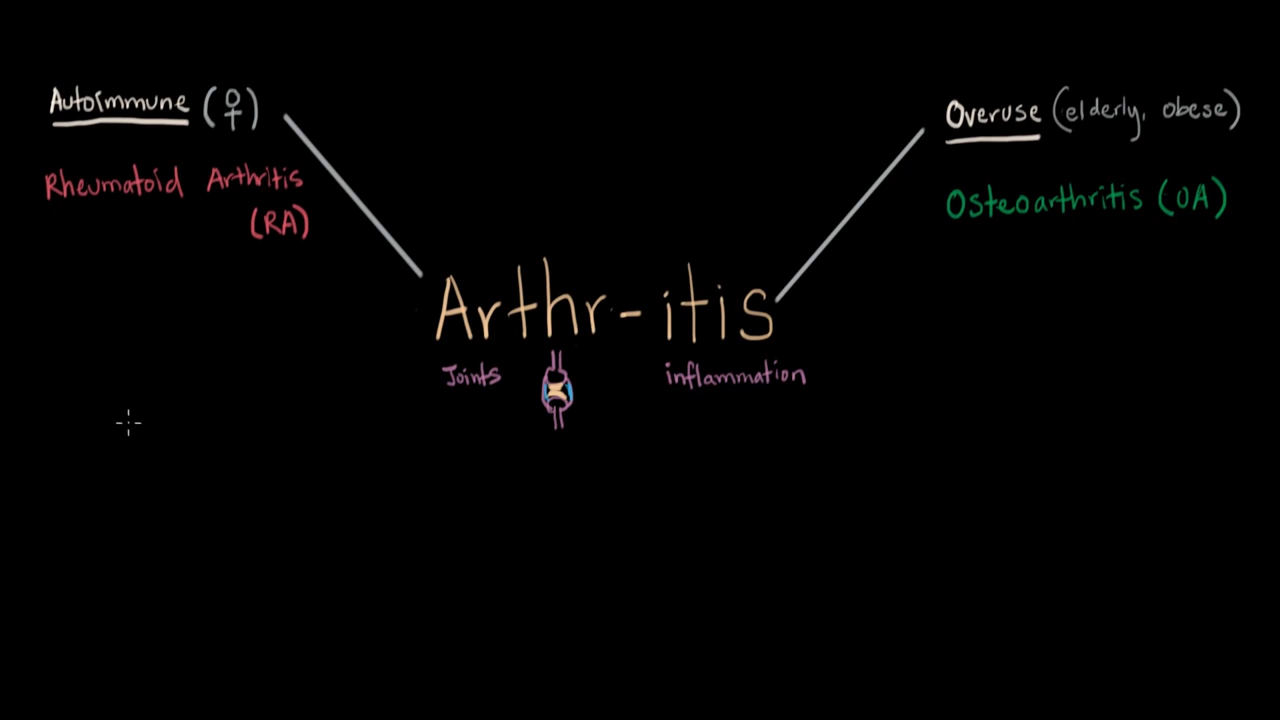 Autoimmune (♀)
Rheumatoid Arthritis
(RA)
Overuse (elderly, obese)
Osteoarthritis (OA)
Arthr-itis
Joints
inflammation